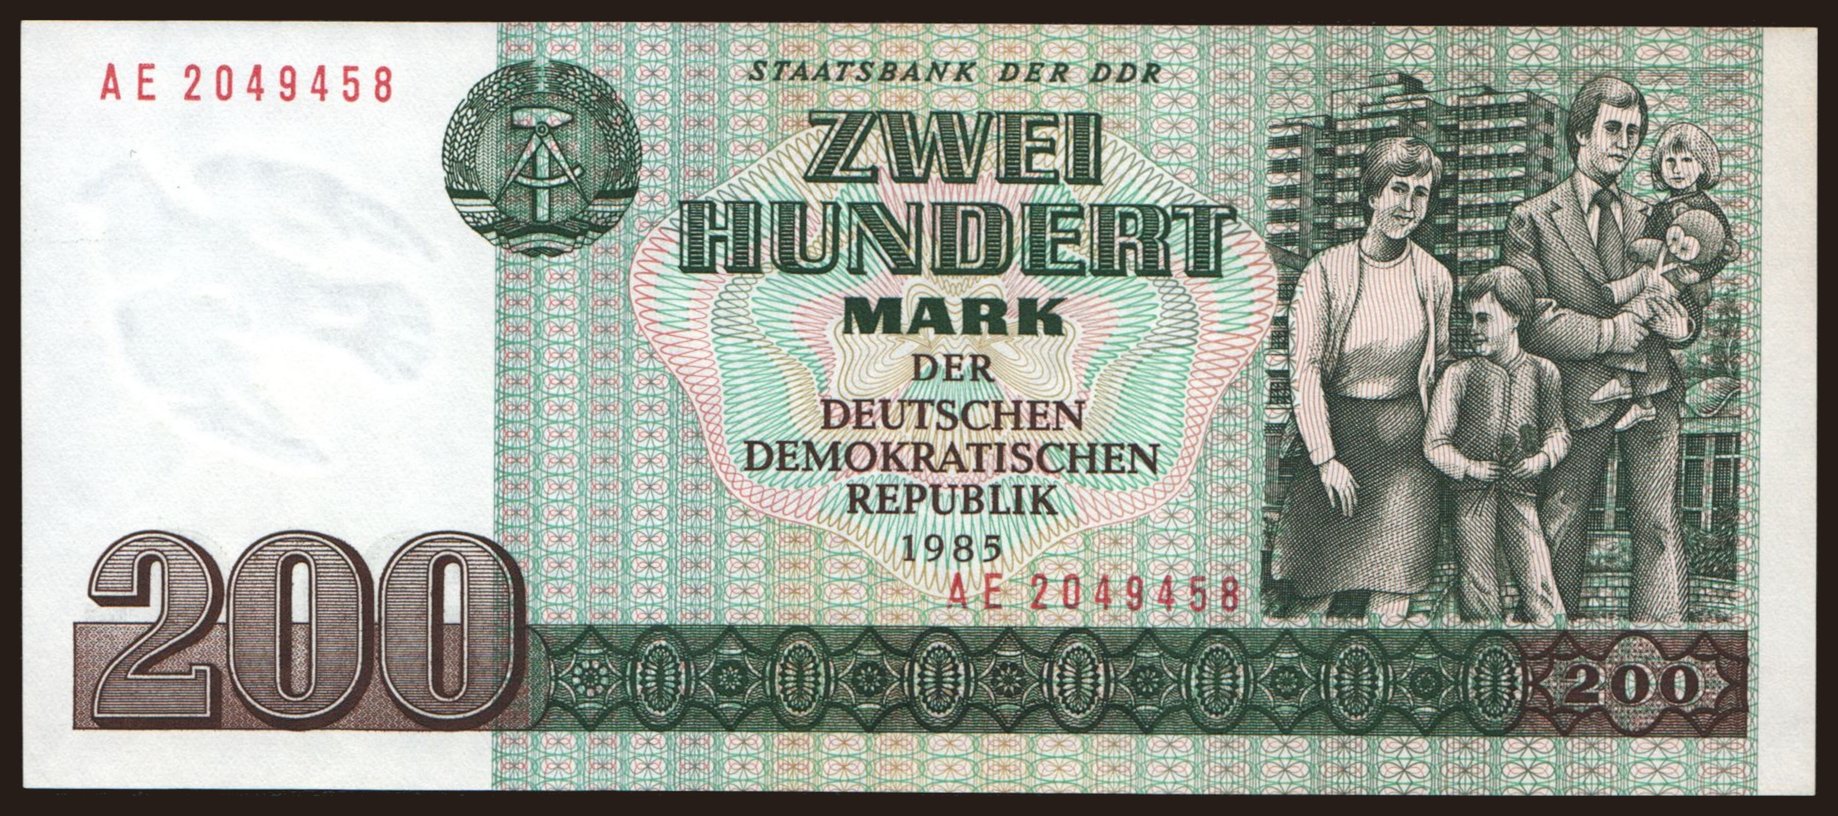 AE 2049458
STAATSBANK DER DDR
ZWEI
HUNDERT
MARK
DER
DEUTSCHEN
DEMOKRATISCHEN
REPUBLIK
1985
AE 2049458
200
200